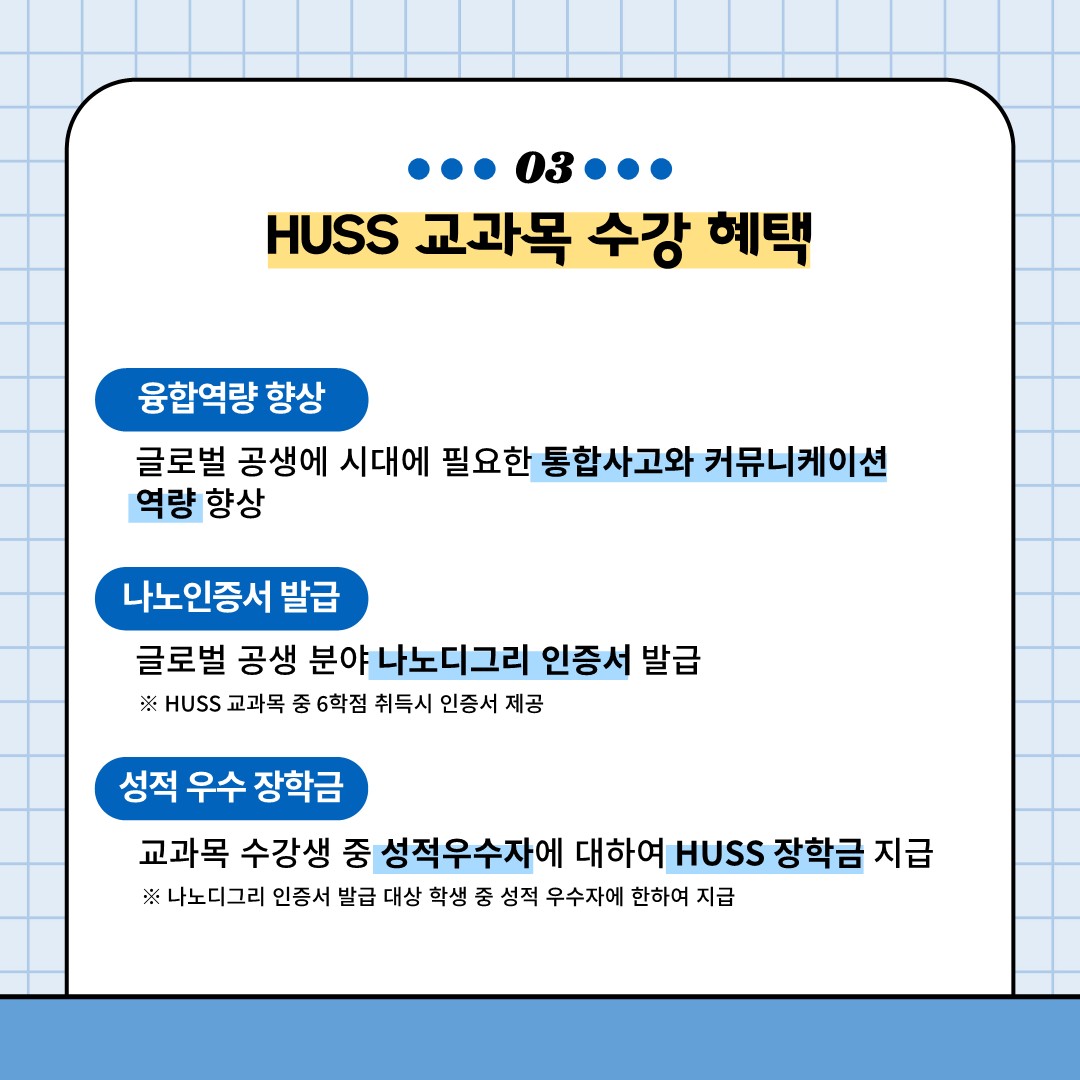 03
HUSS 교과목 수강 혜택
융합역량 향상
글로벌 공생에 시대에 필요한 통합사고와 커뮤니케이션
역량 향상
나노인증서 발급
글로벌 공생 분야 나노디그리 인증서 발급
※ HUSS 교과목 중 6학점 취득시 인증서 제공
성적 우수 장학금
교과목 수강생 중 성적우수자에 대하여 HUSS 장학금 지급
※ 나노디그리 인증서 발급 대상 학생 중 성적 우수자에 한하여 지급